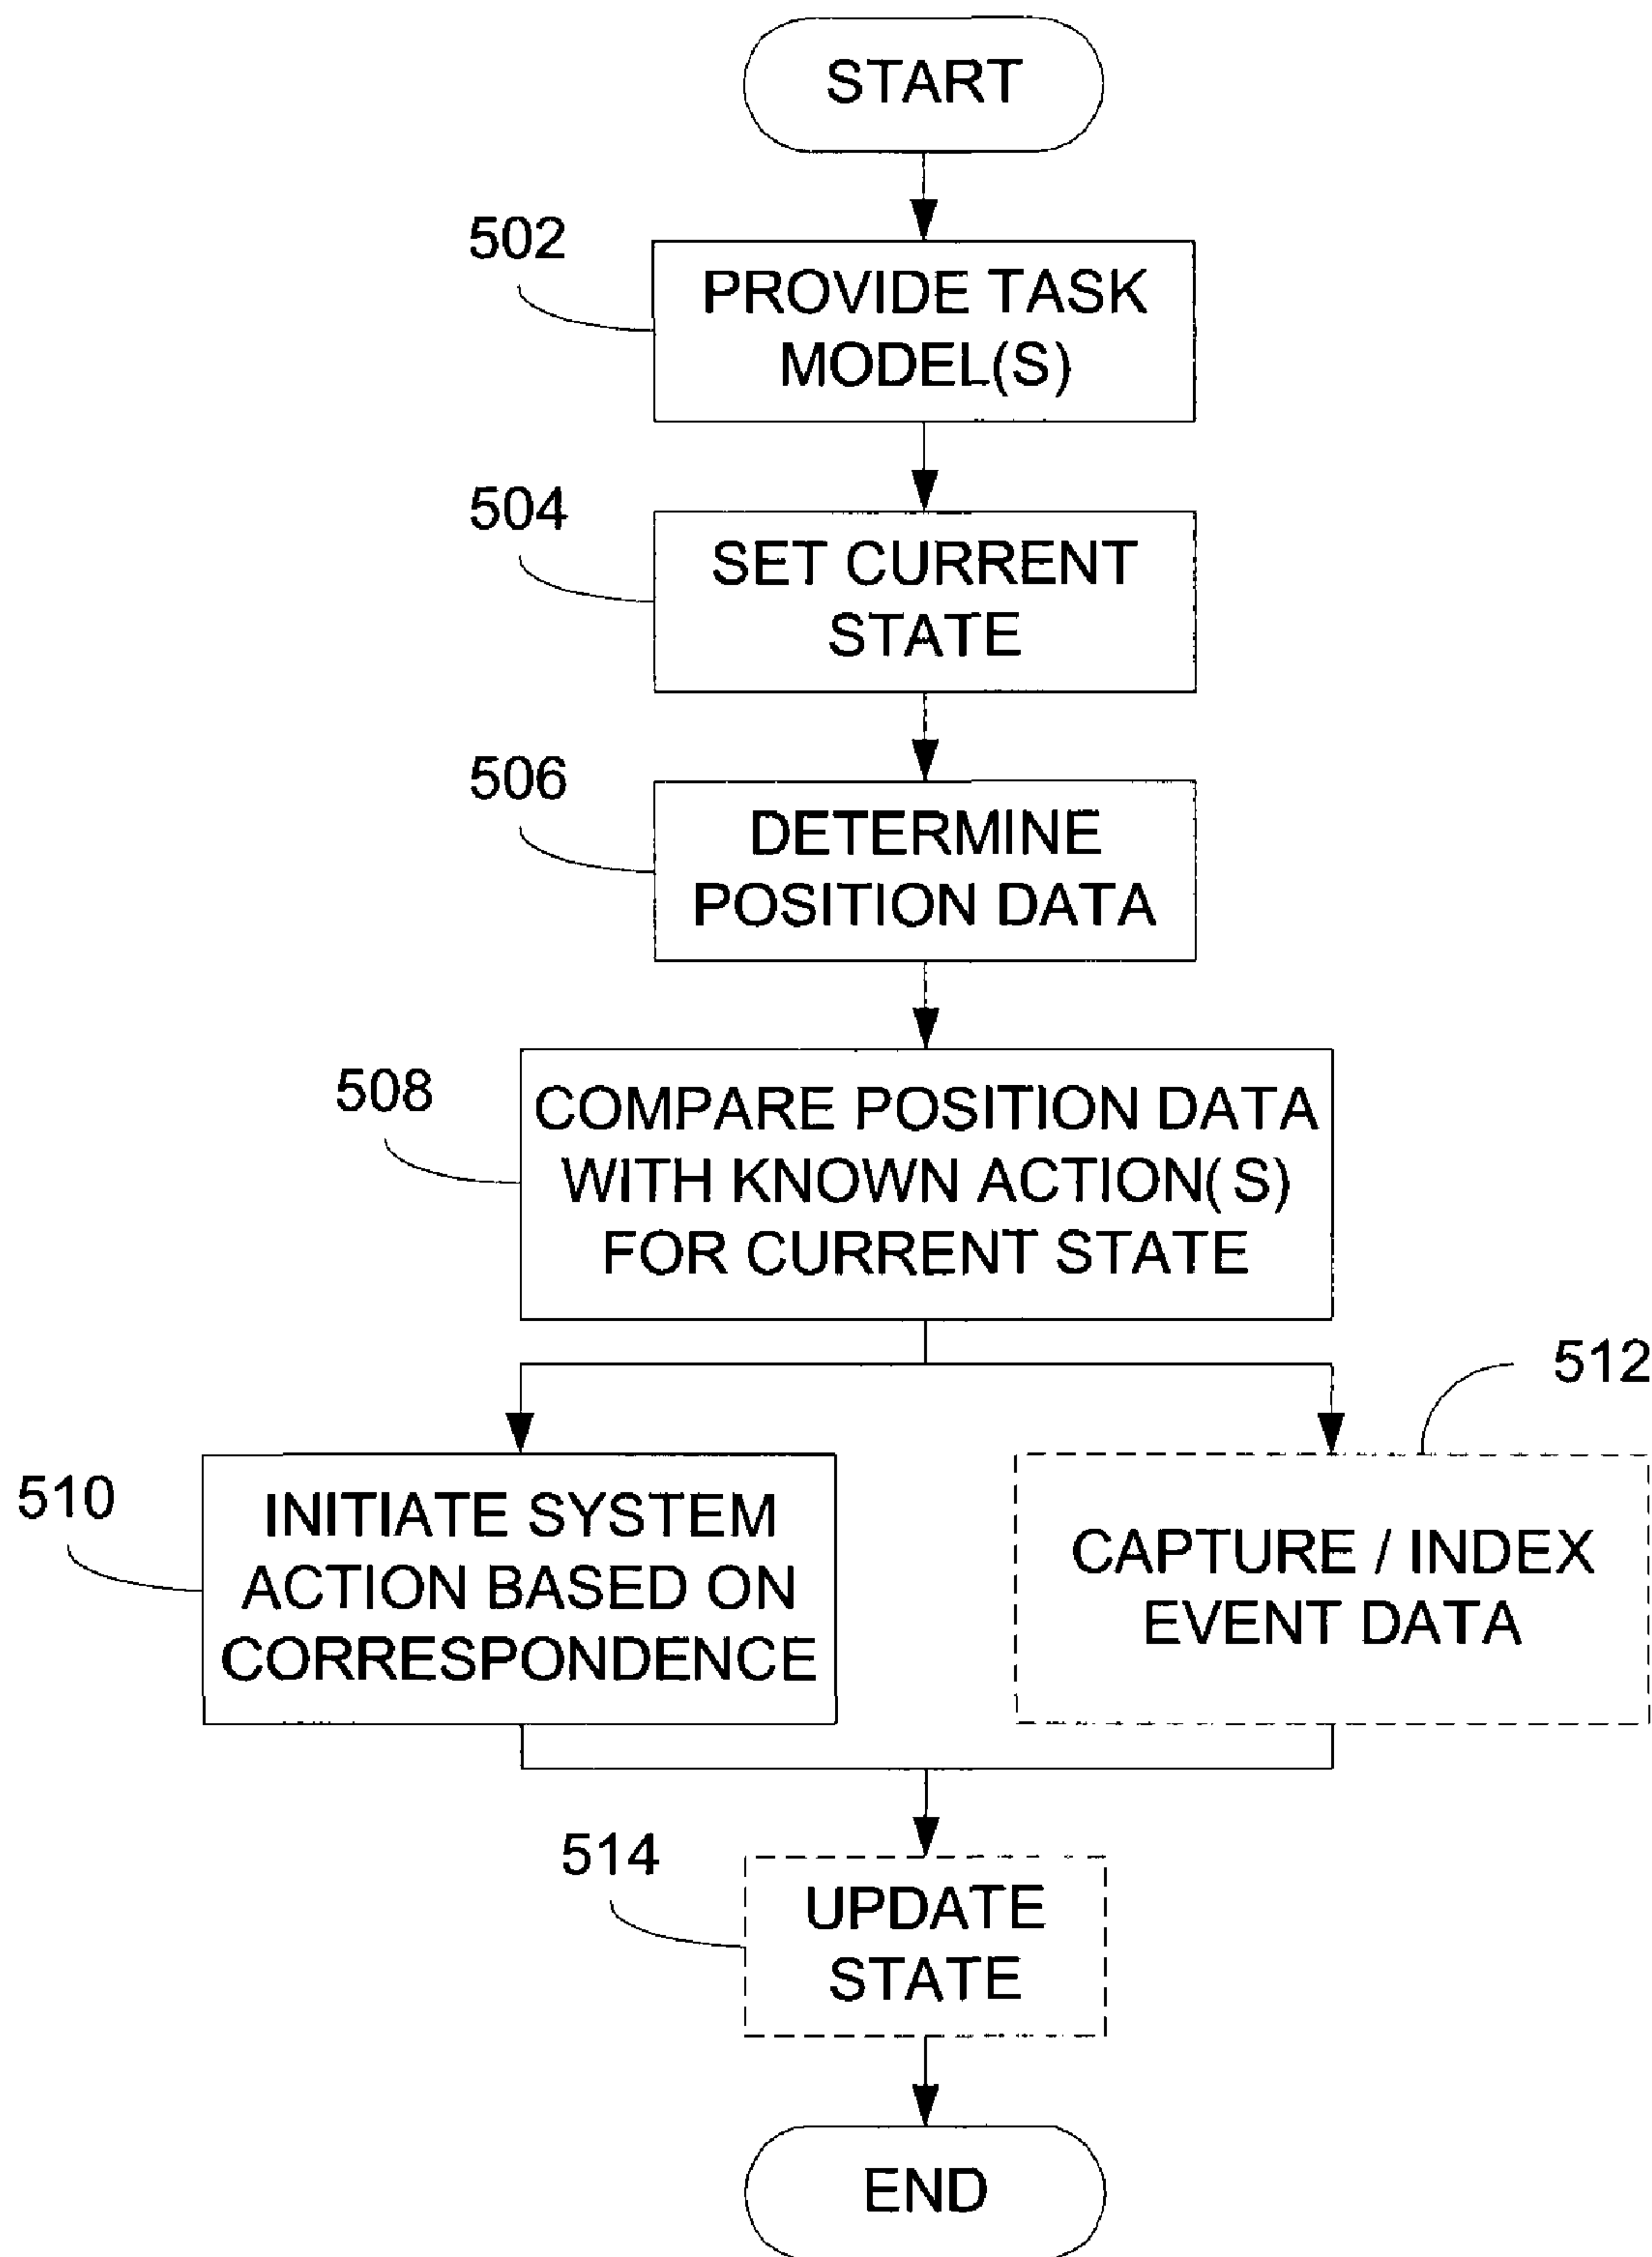 START
502
PROVIDE TASK
MODEL(S)
504
SET CURRENT
STATE
506
DETERMINE
POSITION DATA
508
COMPARE POSITION DATA
WITH KNOWN ACTION(S)
FOR CURRENT STATE
510
INITIATE SYSTEM
ACTION BASED ON
CORRESPONDENCE
512
CAPTURE / INDEX
EVENT DATA
514
UPDATE
STATE
END